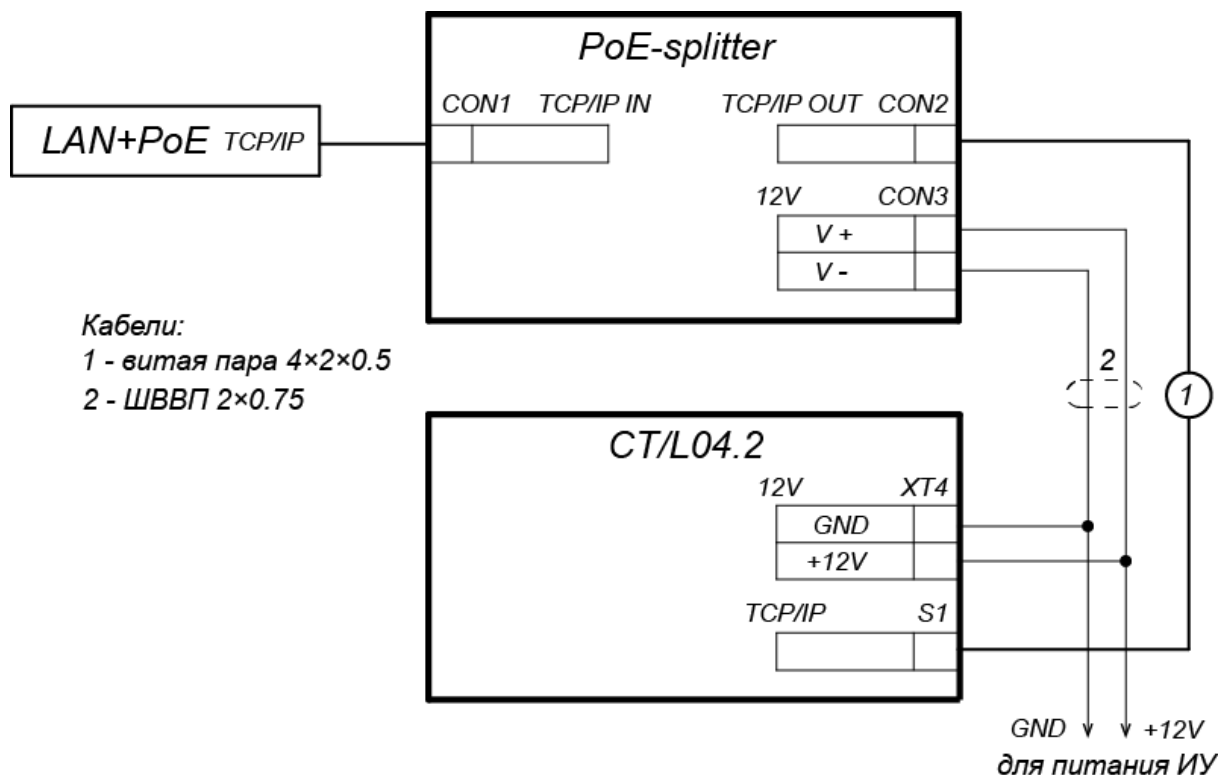 PoE-splitter
CON1 TCP/IP IN TCP/IP OUT CON2
LAN+PoE TCP/IP
12V CON3
V +
V -
Кабели:
1 - витая пара 4×2×0.5
2 - ШВВП 2×0.75
2
1
CT/L04.2
12V XT4
GND
+12V
TCP/IP S1
GND +12V
для питания ИУ